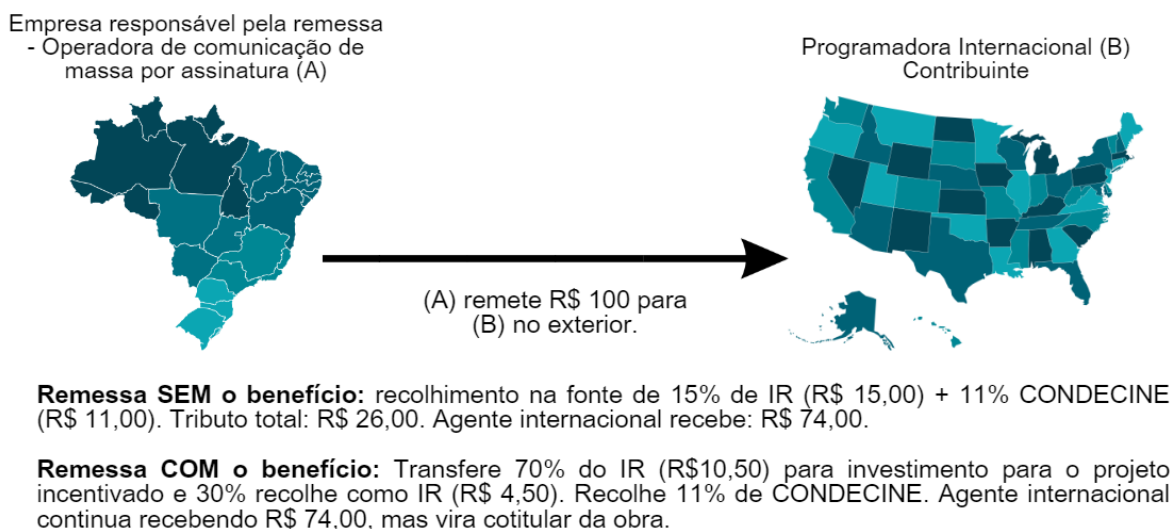 Empresa responsável pela remessa
- Operadora de comunicação de
massa por assinatura (A)
Programadora Internacional (B)
Contribuinte
(A) remete R$ 100 para
(B) no exterior.
Remessa SEM o benefício: recolhimento na fonte de 15% de IR (R$ 15,00) + 11% CONDECINE
(R$ 11,00). Tributo total: R$ 26,00. Agente internacional recebe: R$ 74,00.
Remessa COM o benefício: Transfere 70% do IR (R$10,50) para investimento para o projeto
incentivado e 30% recolhe como IR (R$ 4,50). Recolhe 11% de CONDECINE. Agente internacional
continua recebendo R$ 74,00, mas vira cotitular da obra.